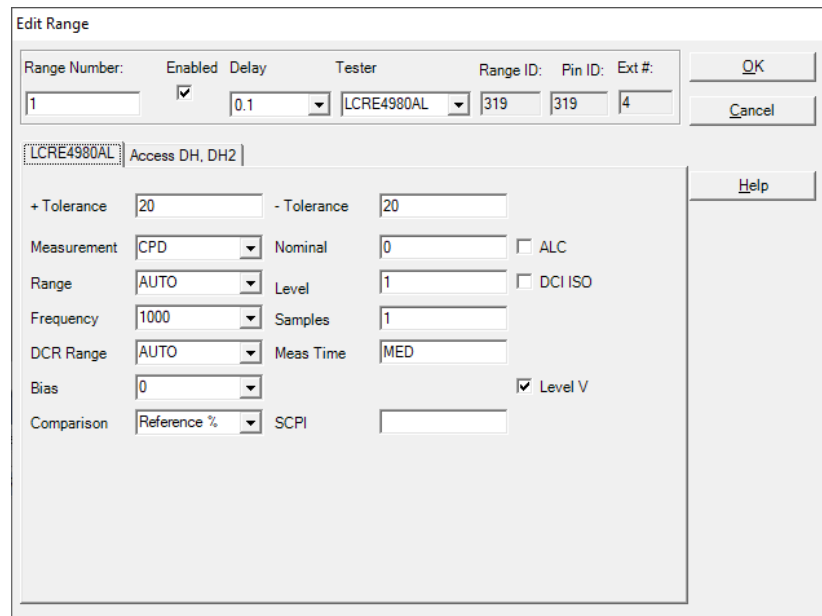 Edit Range
Range Number: Enabled Delay Tester Range ID: Pin ID: Ext #: OK
1 0.1 LCRE4980AL 319 319 4 Cancel
LCRE4980AL Access DH, DH2 Help
+ Tolerance 20 - Tolerance 20
Measurement CPD Nominal 0 ALC
Range AUTO Level 1 DCI ISO
Frequency 1000 Samples 1
DCR Range AUTO Meas Time MED
Bias 0 Level V
Comparison Reference % SCPI